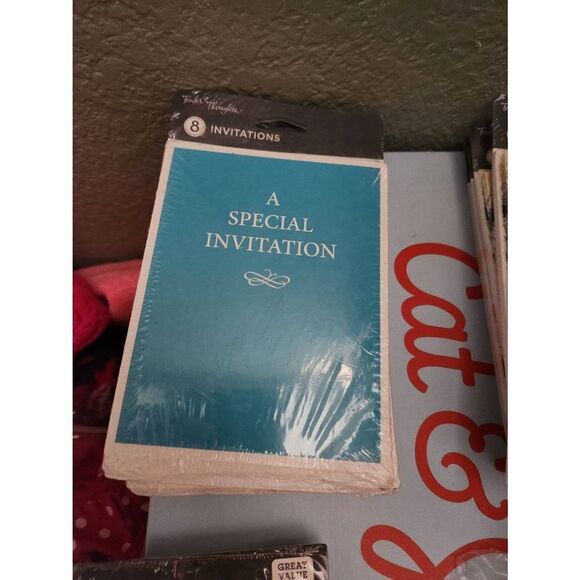 Tender Thoughts
8 INVITATIONS
A
SPECIAL
INVITATION
Cat &
GREAT
VALUE